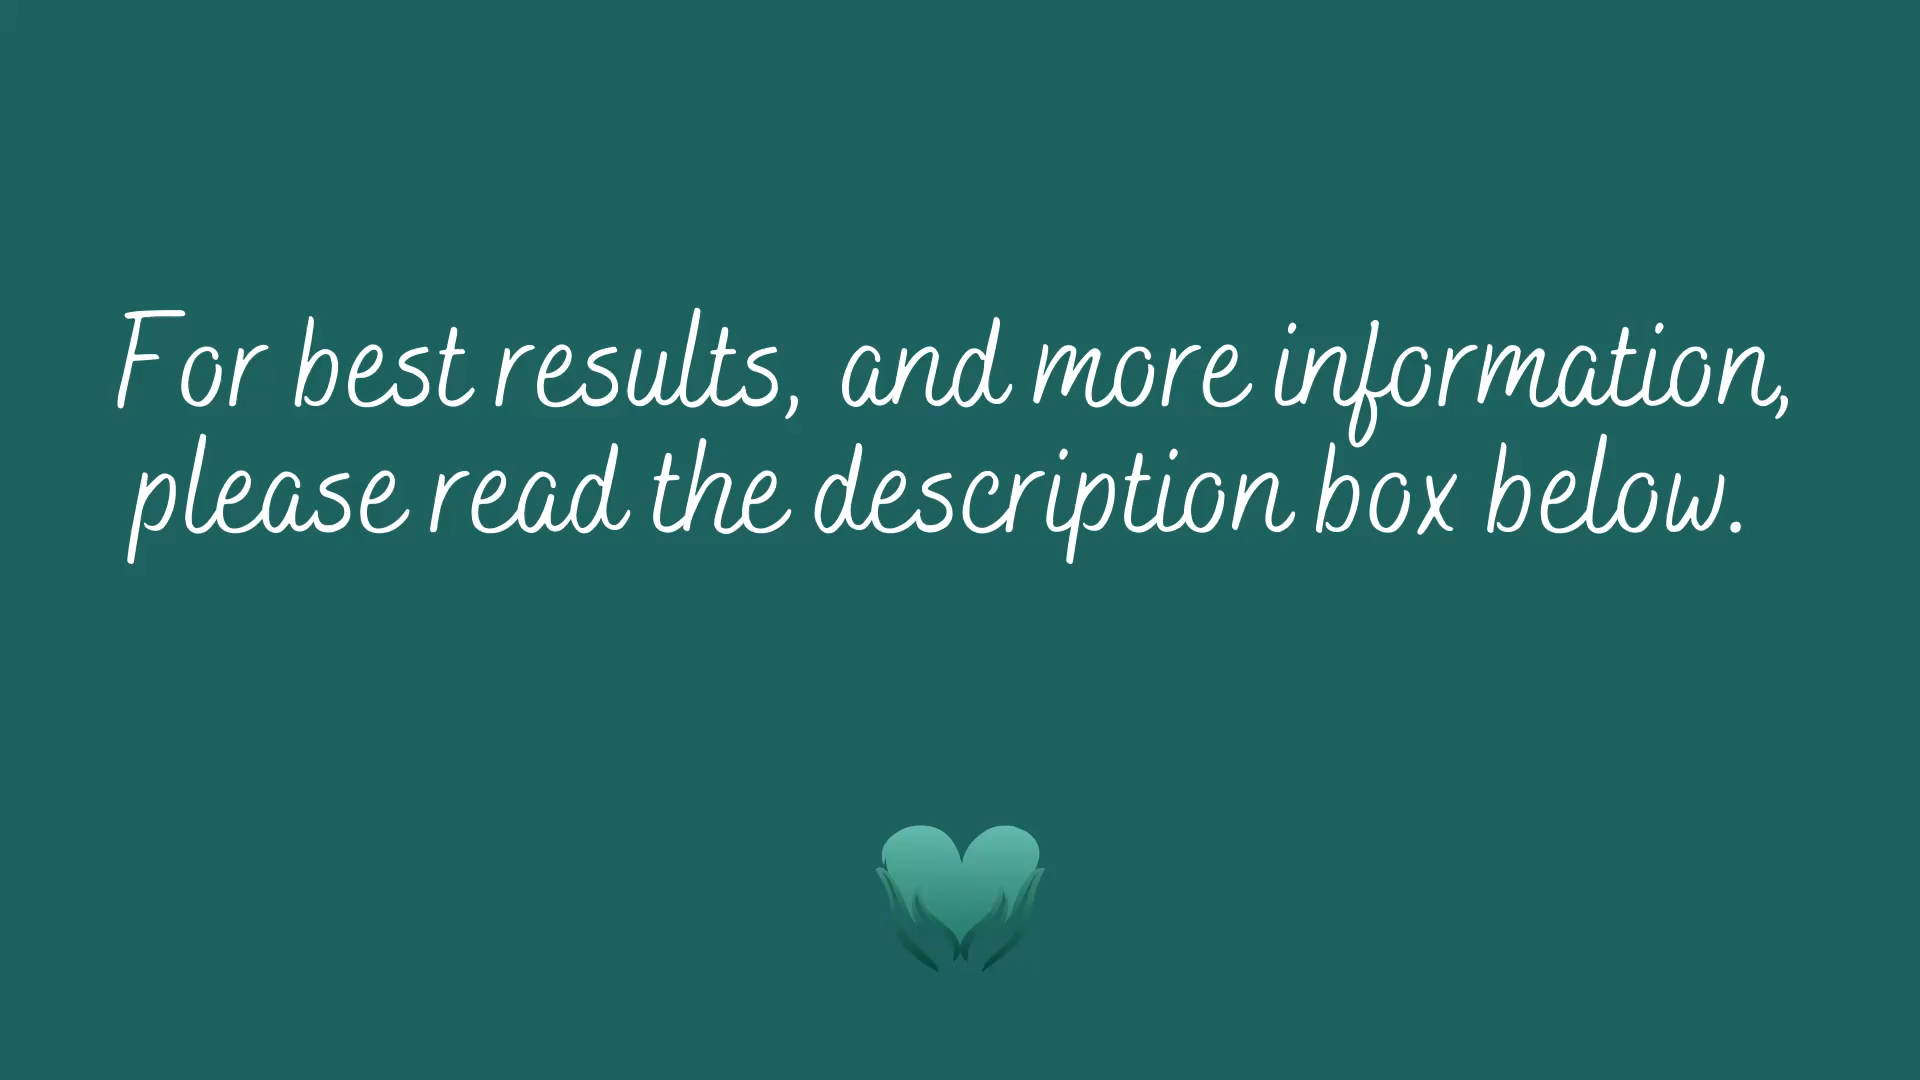 For best results, and more information,
please read the description box below.